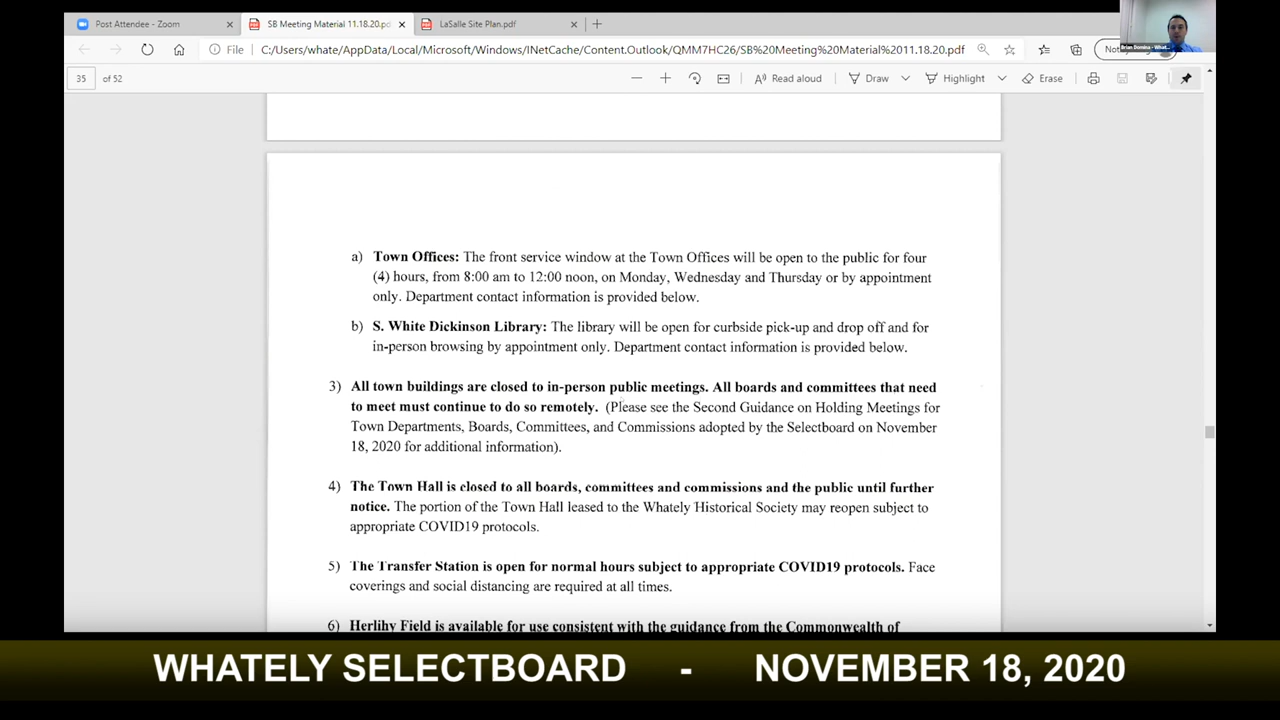 Post Attendee - Zoom
SB Meeting Material 11.18.20.pd
LaSalle Site Plan.pdf
File
C:/Users/whate/AppData/Local/Microsoft/Windows/INetCache/Content.Outlook/QMM7HC26/SB%20Meeting%20Material%2011.18.20.pdf
35 of 52
Read aloud
Draw
Highlight
Erase
a) Town Offices: The front service window at the Town Offices will be open to the public for four
(4) hours, from 8:00 am to 12:00 noon, on Monday, Wednesday and Thursday or by appointment
only. Department contact information is provided below.
b) S. White Dickinson Library: The library will be open for curbside pick-up and drop off and for
in-person browsing by appointment only. Department contact information is provided below.
3) All town buildings are closed to in-person public meetings. All boards and committees that need
to meet must continue to do so remotely. (Please see the Second Guidance on Holding Meetings for
Town Departments, Boards, Committees, and Commissions adopted by the Selectboard on November
18, 2020 for additional information).
4) The Town Hall is closed to all boards, committees and commissions and the public until further
notice. The portion of the Town Hall leased to the Whately Historical Society may reopen subject to
appropriate COVID19 protocols.
5) The Transfer Station is open for normal hours subject to appropriate COVID19 protocols. Face
coverings and social distancing are required at all times.
6) Herlihy Field is available for use consistent with the guidance from the Commonwealth of
WHATELY SELECTBOARD - NOVEMBER 18, 2020